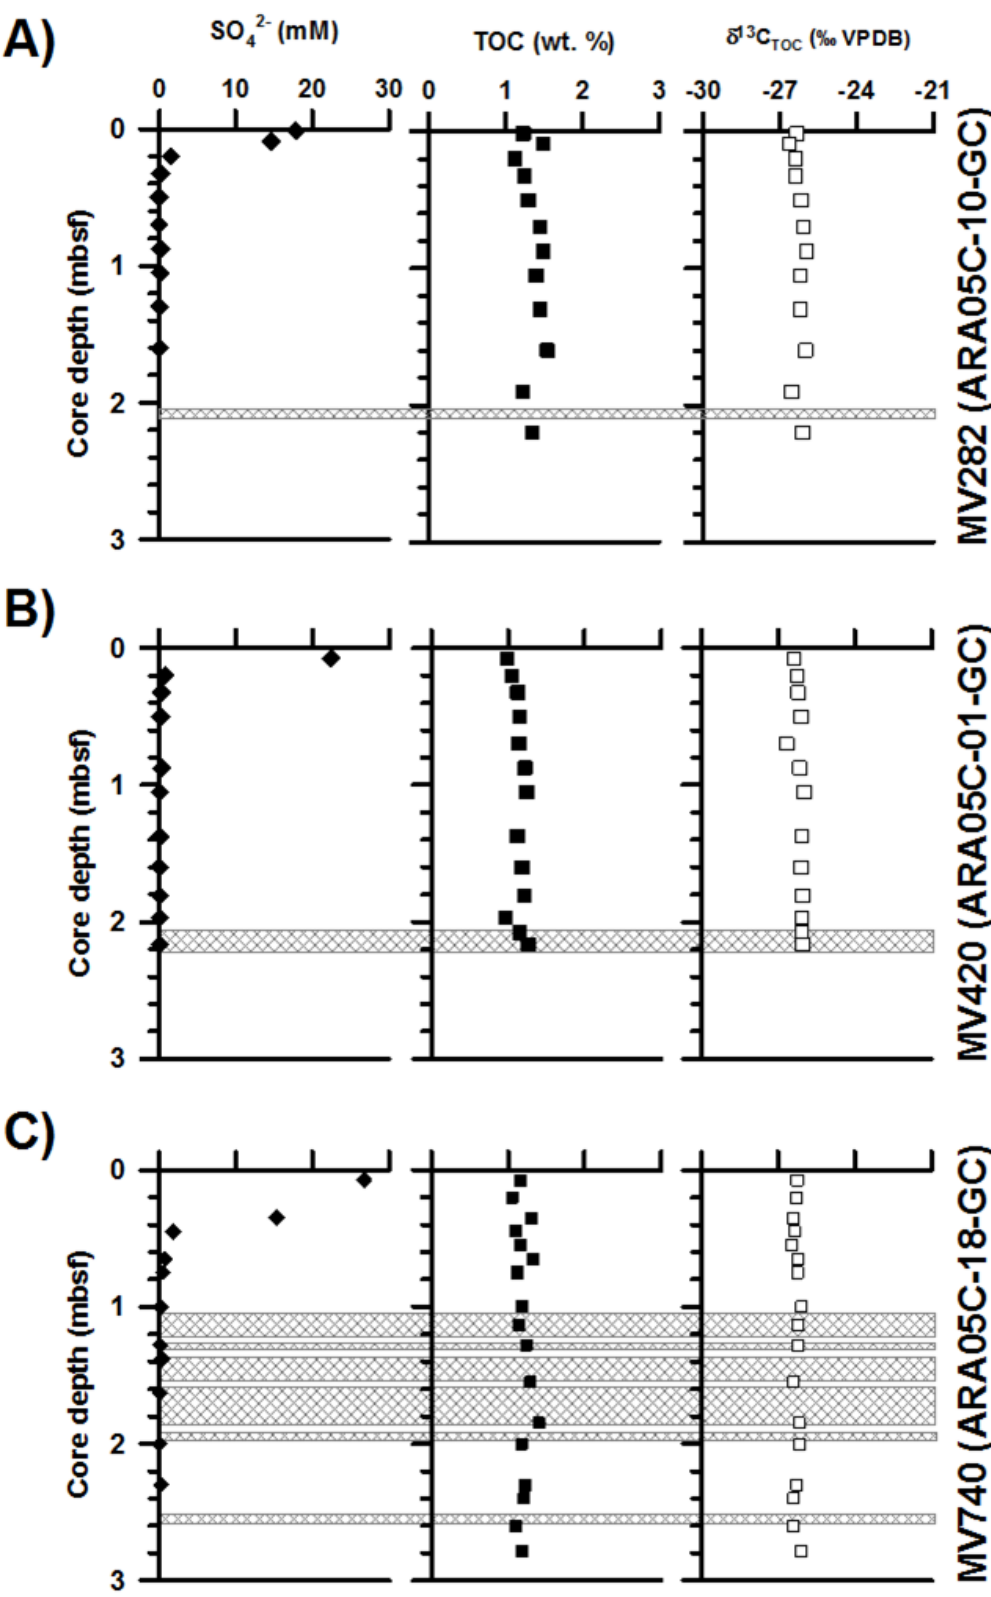 A)
SO₄²⁻ (mM)
TOC (wt. %)
δ¹³C_TOC (‰ VPDB)
0 10 20 30
0 1 2 3
-30 -27 -24 -21
0
1
2
3
Core depth (mbsf)
MV282 (ARA05C-10-GC)
B)
0
1
2
3
Core depth (mbsf)
MV420 (ARA05C-01-GC)
C)
0
1
2
3
Core depth (mbsf)
MV740 (ARA05C-18-GC)